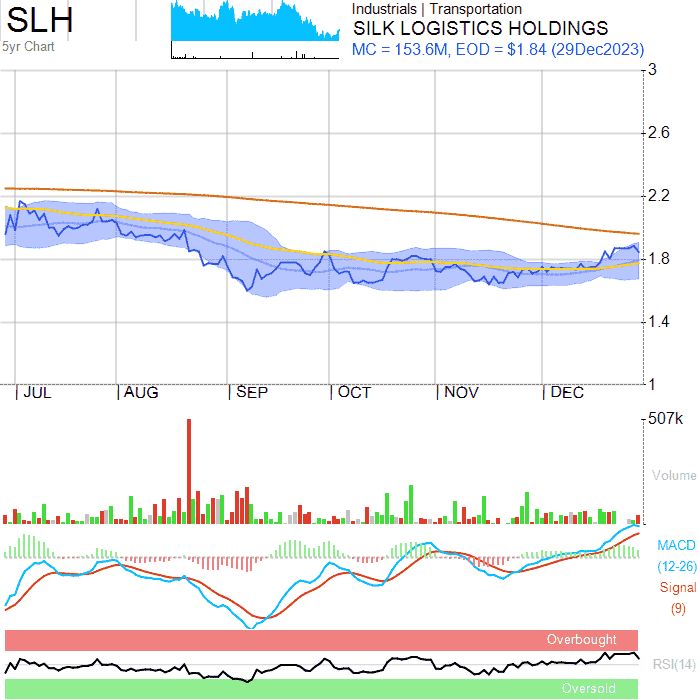 SLH
5yr Chart
Industrials | Transportation
SILK LOGISTICS HOLDINGS
MC = 153.6M, EOD = $1.84 (29Dec2023)
3
2.6
2.2
1.8
1.4
1
JUL AUG SEP OCT NOV DEC
507k
Volume
MACD
(12-26)
Signal
(9)
Overbought
RSI(14)
Oversold